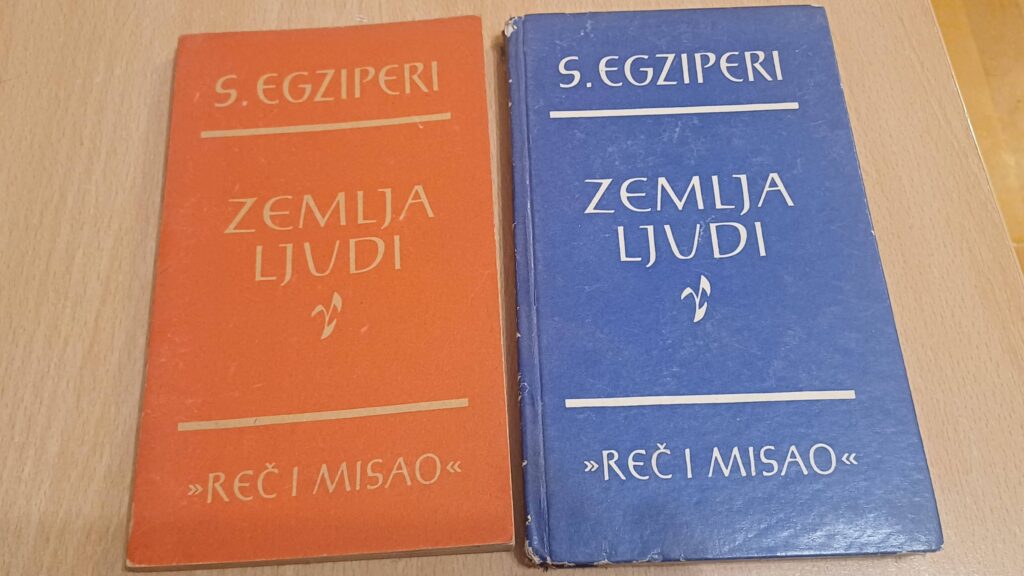 S. EGZIPERI
ZEMLJA
LJUDI
»REČ I MISAO«
S. EGZIPERI
ZEMLJA
LJUDI
»REČ I MISAO«